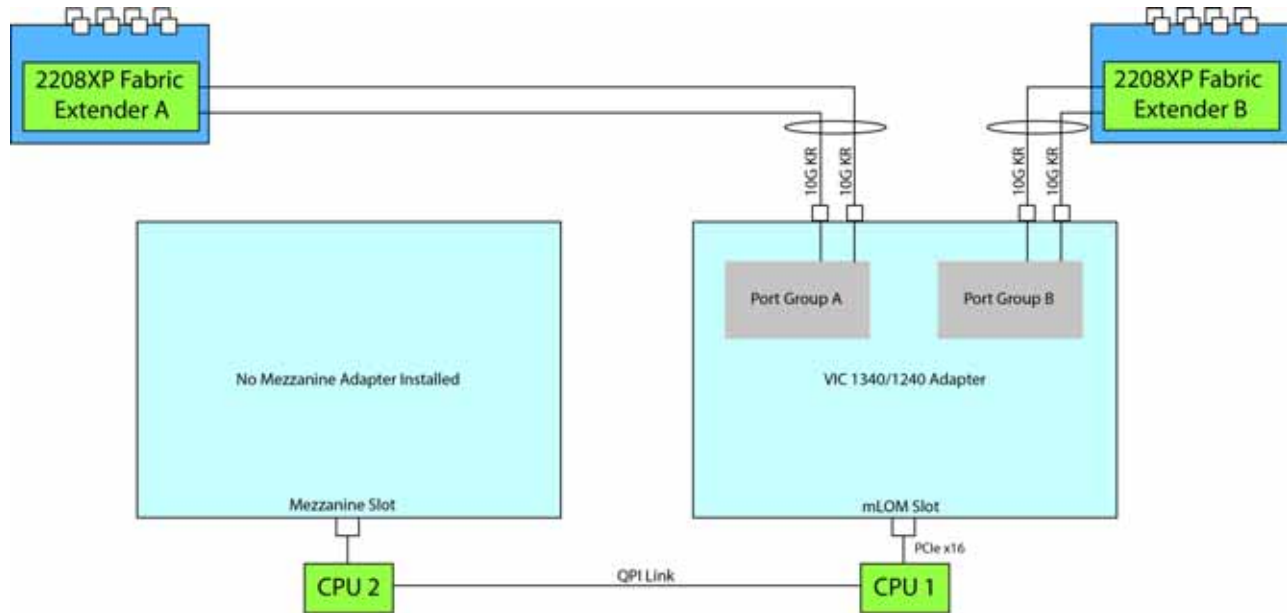 2208XP Fabric
Extender A
2208XP Fabric
Extender B
10G KR
10G KR
10G KR
10G KR
Port Group A
Port Group B
No Mezzanine Adapter Installed
VIC 1340/1240 Adapter
Mezzanine Slot
mLOM Slot
PCIe x16
QPI Link
CPU 2
CPU 1